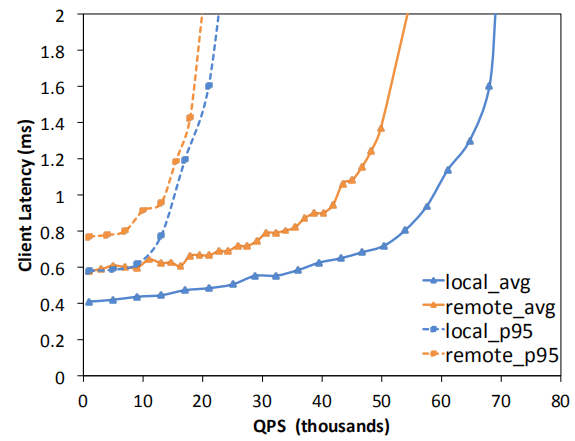 2
1.8
1.6
1.4
1.2
1
0.8
0.6
0.4
0.2
0
Client Latency (ms)
local_avg
remote_avg
local_p95
remote_p95
0 10 20 30 40 50 60 70 80
QPS (thousands)